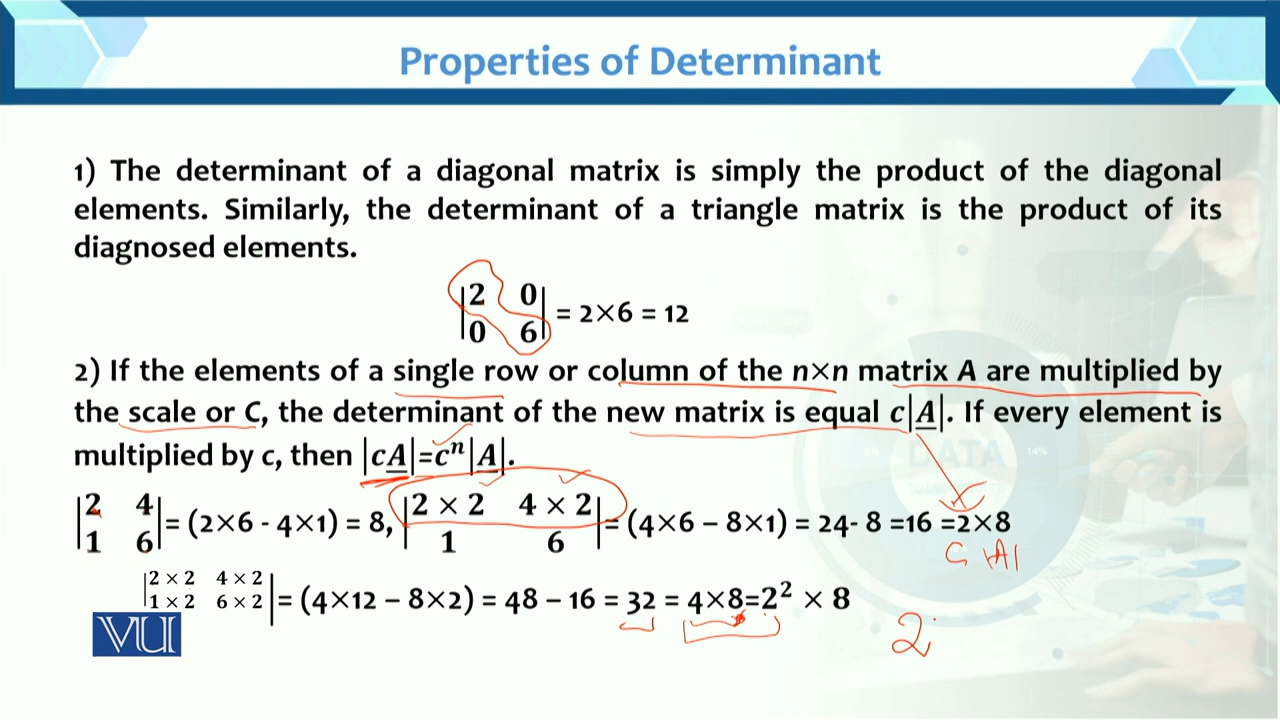 Properties of Determinant
1) The determinant of a diagonal matrix is simply the product of the diagonal
elements. Similarly, the determinant of a triangle matrix is the product of its
diagnosed elements.
|2 0|
|0 6| = 2×6 = 12
2) If the elements of a single row or column of the n×n matrix A are multiplied by
the scale or C, the determinant of the new matrix is equal c|A|. If every element is
multiplied by c, then |cA|=cⁿ|A|.
|2 4|
|1 6| = (2×6 - 4×1) = 8, |2 × 2 4 × 2|
|1 6| = (4×6 – 8×1) = 24- 8 =16 =2×8
C |A|
|2 × 2 4 × 2|
|1 × 2 6 × 2| = (4×12 – 8×2) = 48 – 16 = 32 = 4×8=2² × 8
2
VU
DATA
14%